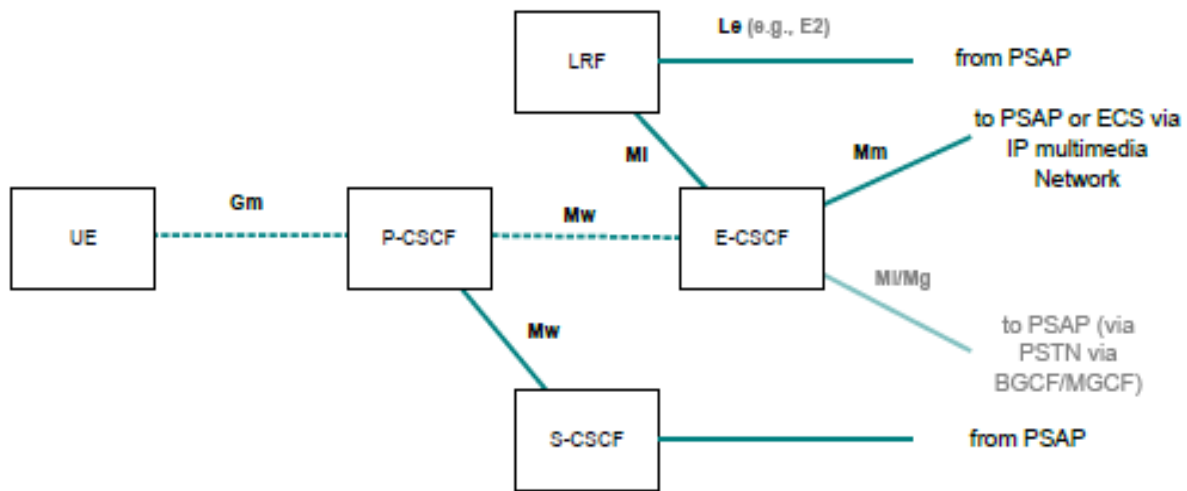 Le (e.g., E2)
LRF
from PSAP
to PSAP or ECS via
IP multimedia
Network
Ml
Mm
Gm
Mw
UE
P-CSCF
E-CSCF
MI/Mg
Mw
to PSAP (via
PSTN via
BGCF/MGCF)
S-CSCF
from PSAP